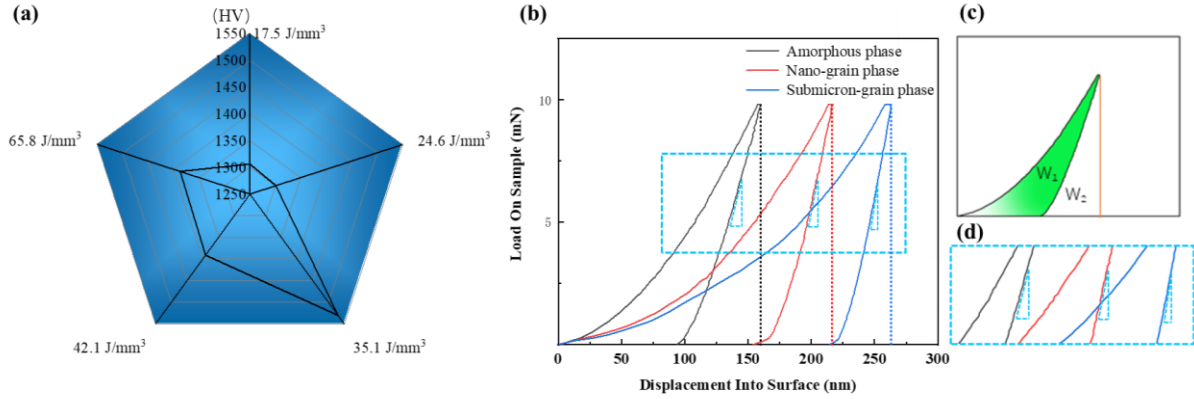 (a)
(HV)
1550
17.5 J/mm³
1500
1450
1400
1350
1300
1250
65.8 J/mm³
24.6 J/mm³
42.1 J/mm³
35.1 J/mm³
(b)
Amorphous phase
Nano-grain phase
Submicron-grain phase
Load On Sample (mN)
10
5
0
50
100
150
200
250
300
Displacement Into Surface (nm)
(c)
W₁
W₂
(d)